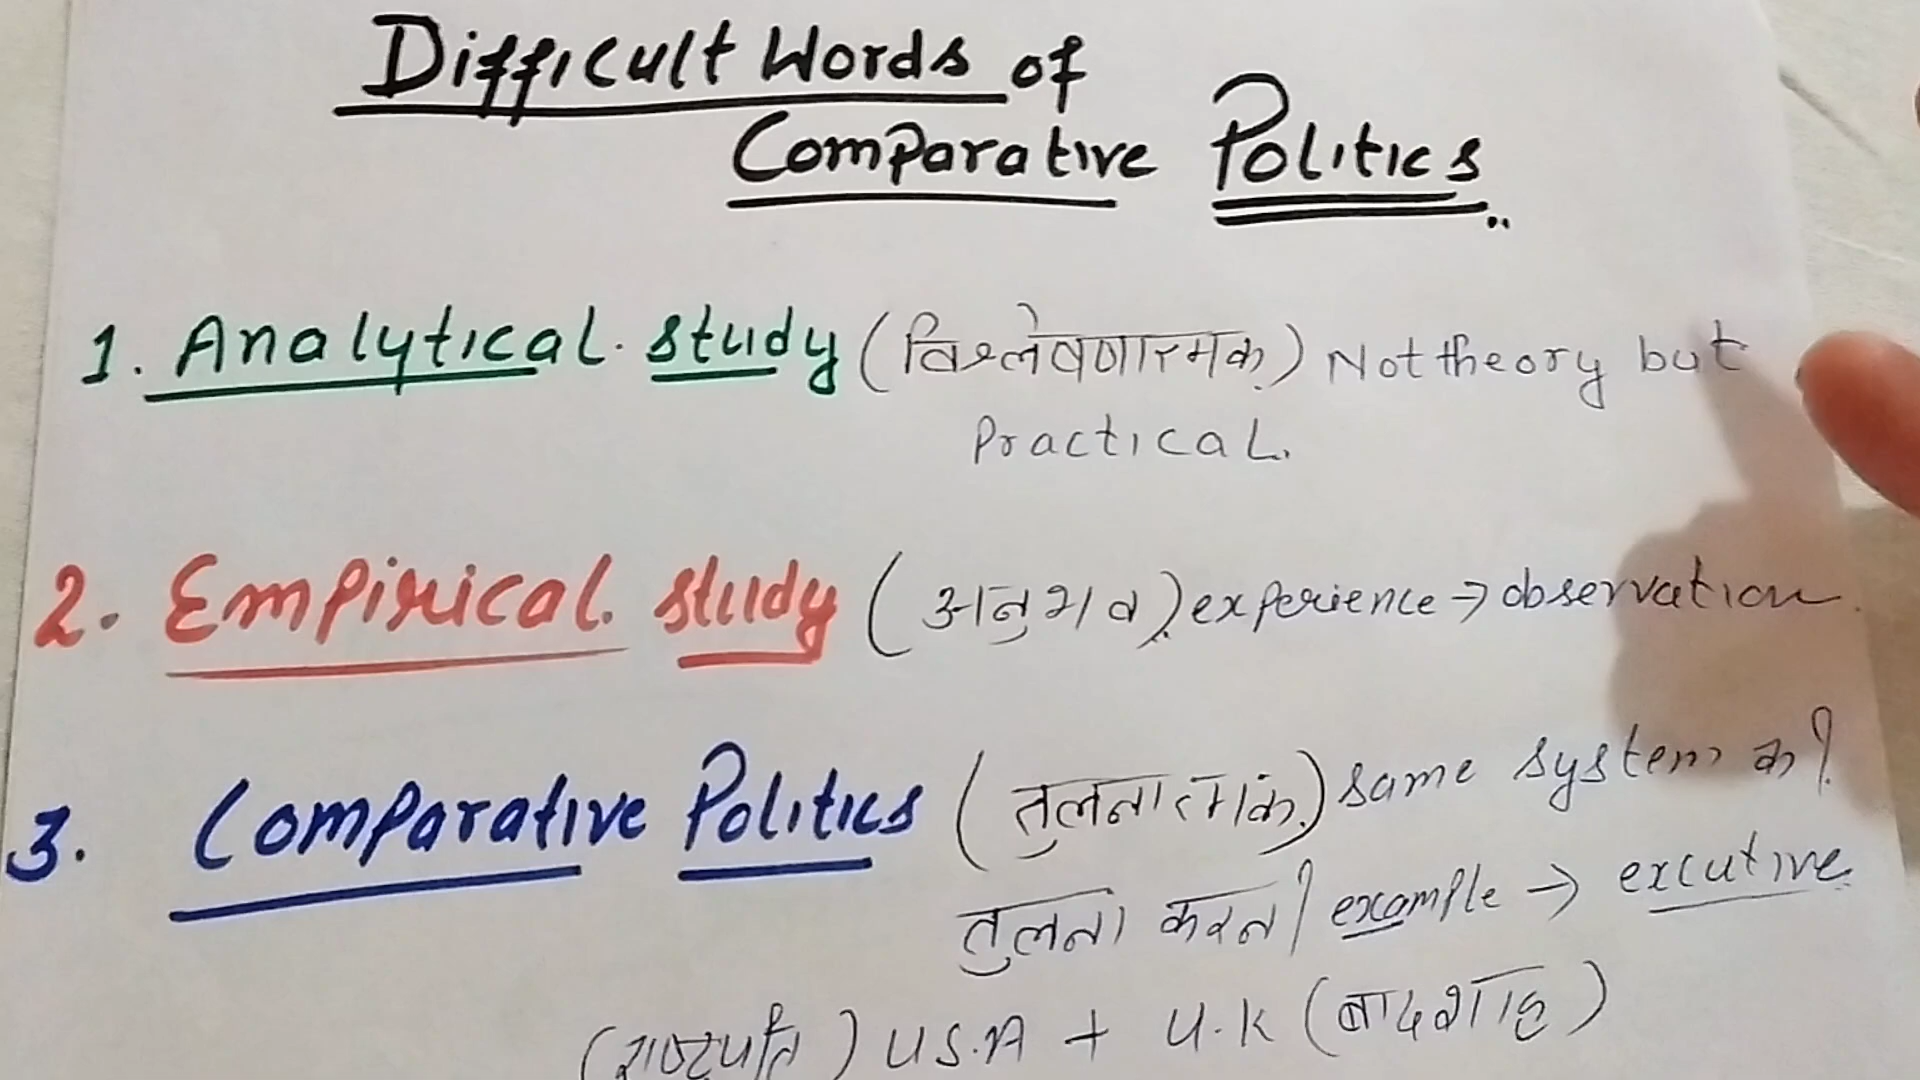 Difficult Words of
Comparative Politics
1. Analytical study (विश्लेषणात्मक) Not theory but
Practical.
2. Empirical study (अनुभव) experience → observation
3. Comparative Politics (तुलनात्मक) same system की
तुलना करना example → excutive
(राष्ट्रपति) U.S.A + U.K (बादशाह)